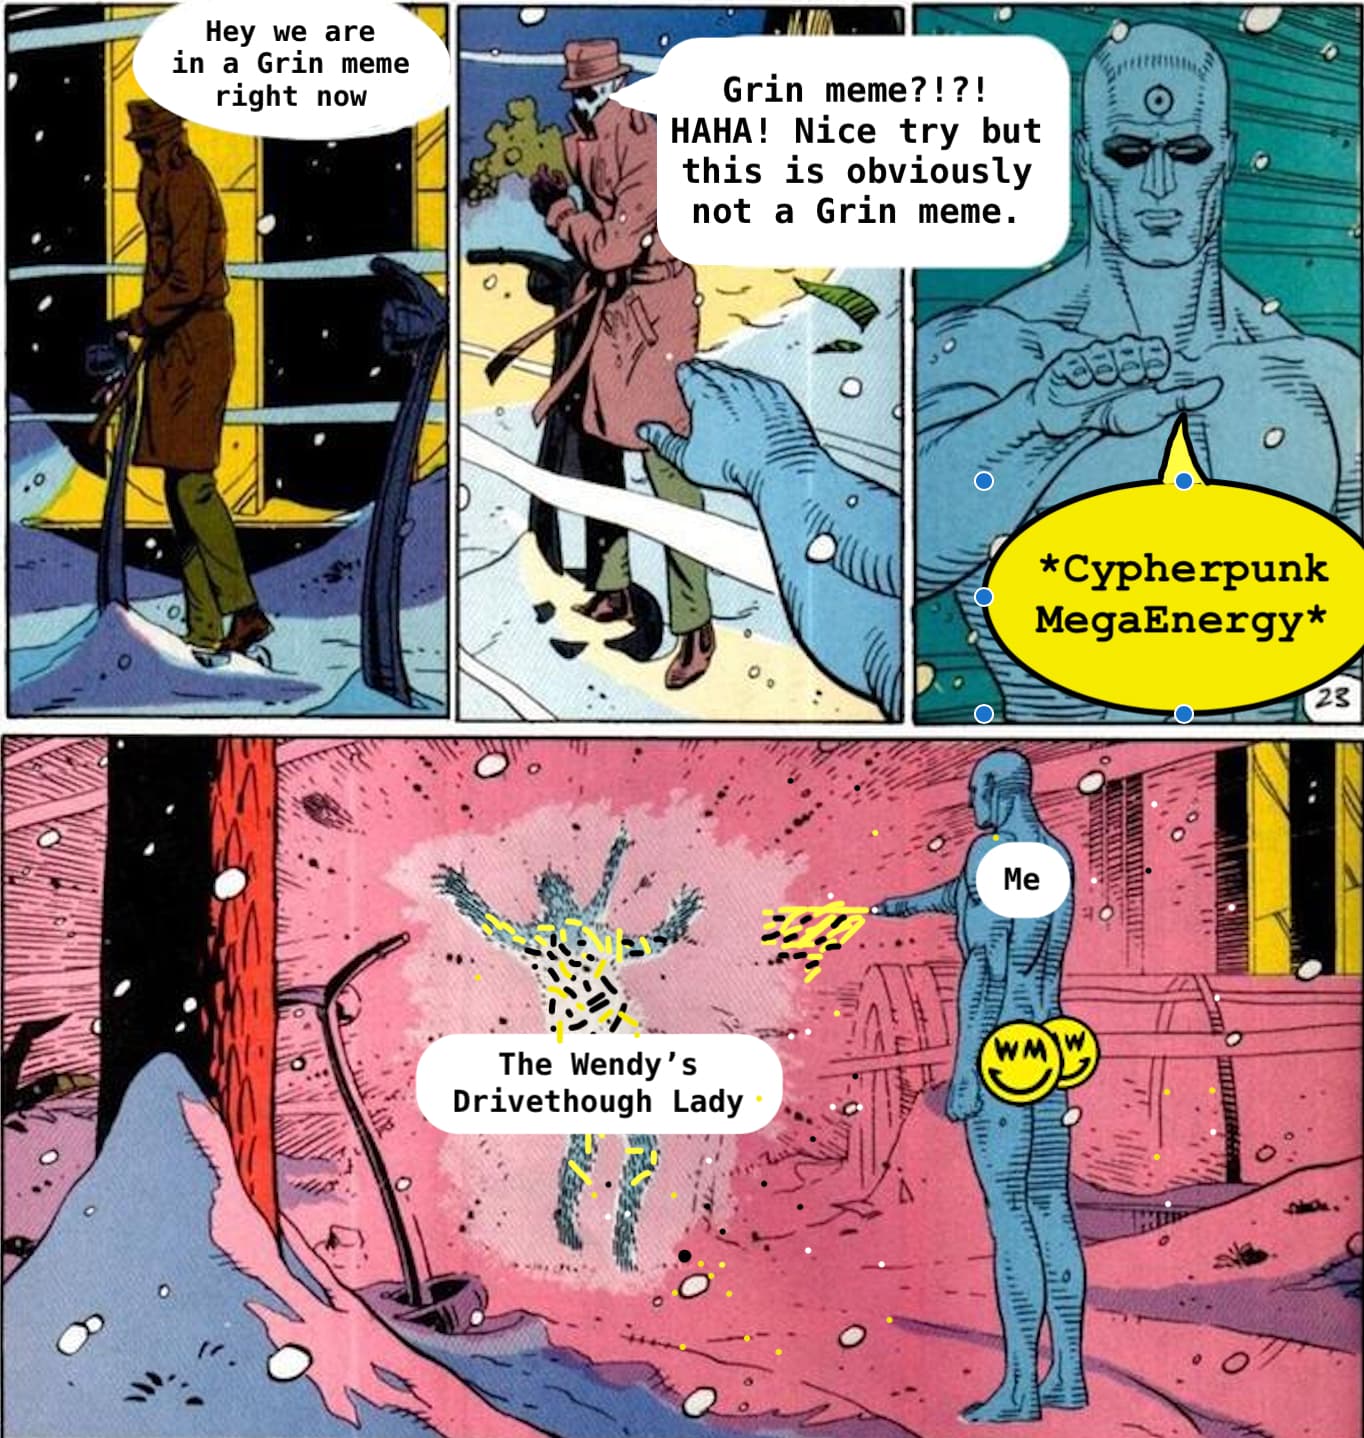 Hey we are
in a Grin meme
right now
Grin meme?!?!
HAHA! Nice try but
this is obviously
not a Grin meme.
*Cypherpunk
MegaEnergy*
23
Me
The Wendy’s
Drivethough Lady